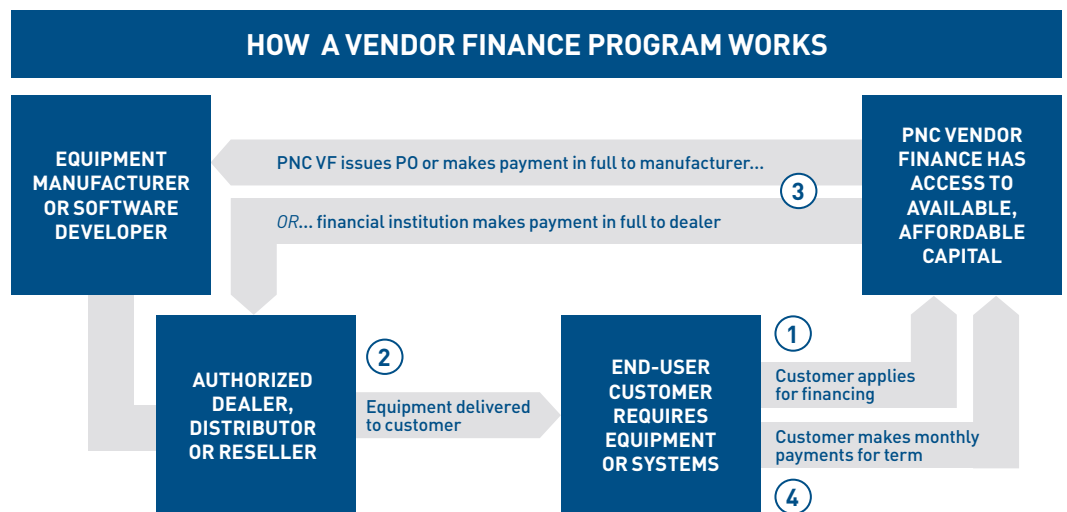 HOW A VENDOR FINANCE PROGRAM WORKS
EQUIPMENT
MANUFACTURER
OR SOFTWARE
DEVELOPER
PNC VF issues PO or makes payment in full to manufacturer...
3
OR... financial institution makes payment in full to dealer
PNC VENDOR
FINANCE HAS
ACCESS TO
AVAILABLE,
AFFORDABLE
CAPITAL
AUTHORIZED
DEALER,
DISTRIBUTOR
OR RESELLER
2
Equipment delivered
to customer
END-USER
CUSTOMER
REQUIRES
EQUIPMENT
OR SYSTEMS
1
Customer applies
for financing
Customer makes monthly
payments for term
4